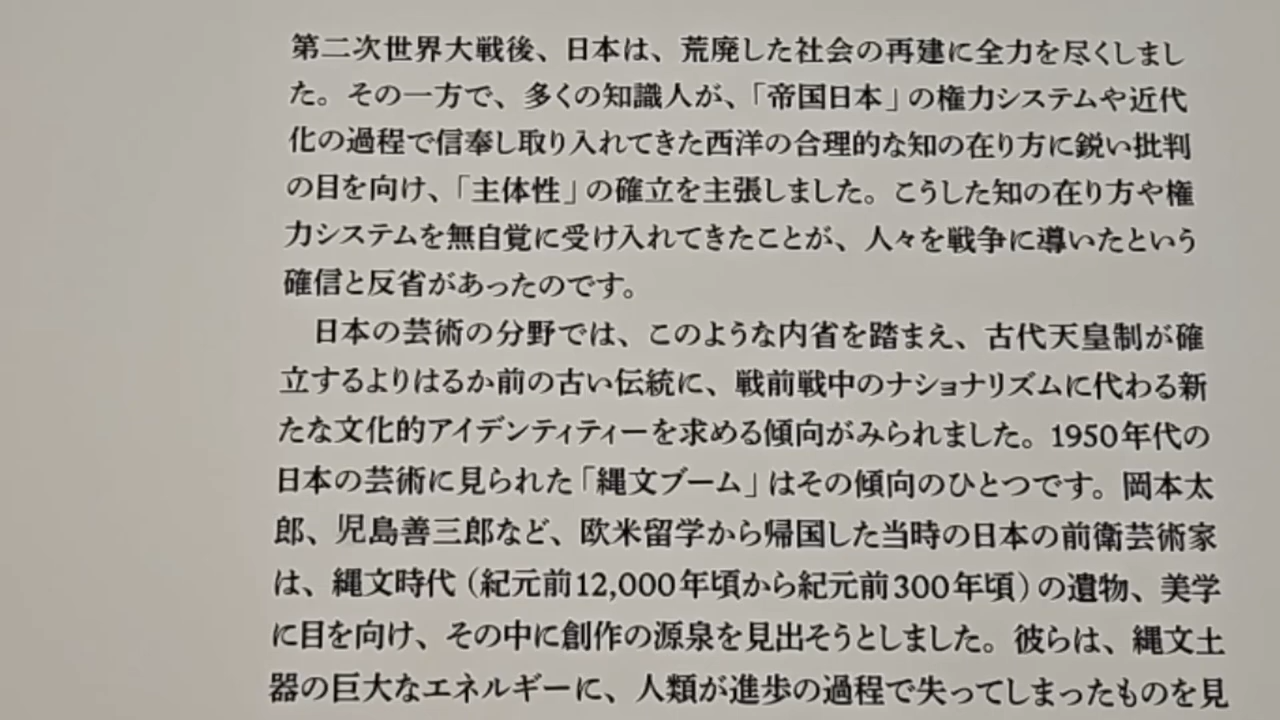 第二次世界大戦後、日本は、荒廃した社会の再建に全力を尽くしまし
た。その一方で、多くの知識人が、「帝国日本」の権力システムや近代
化の過程で信奉し取り入れてきた西洋の合理的な知の在り方に鋭い批判
の目を向け、「主体性」の確立を主張しました。こうした知の在り方や権
力システムを無自覚に受け入れてきたことが、人々を戦争に導いたという
確信と反省があったのです。
日本の芸術の分野では、このような内省を踏まえ、古代天皇制が確
立するよりはるか前の古い伝統に、戦前戦中のナショナリズムに代わる新
たな文化的アイデンティティーを求める傾向がみられました。1950年代の
日本の芸術に見られた「縄文ブーム」はその傾向のひとつです。岡本太
郎、児島善三郎など、欧米留学から帰国した当時の日本の前衛芸術家
は、縄文時代（紀元前12,000年頃から紀元前300年頃）の遺物、美学
に目を向け、その中に創作の源泉を見出そうとしました。彼らは、縄文土
器の巨大なエネルギーに、人類が進歩の過程で失ってしまったものを見